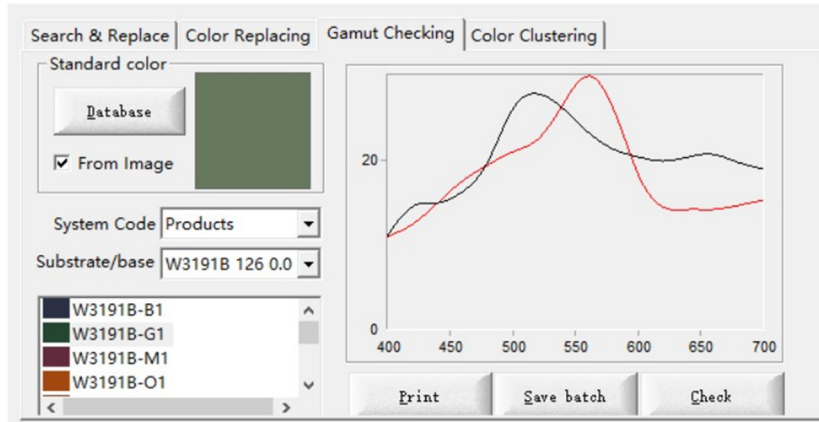 Search & Replace Color Replacing Gamut Checking Color Clustering
Standard color
Database
From Image
System Code Products
Substrate/base W3191B 126 0.0
W3191B-B1
W3191B-G1
W3191B-M1
W3191B-O1
20
0
400 450 500 550 600 650 700
Print Save batch Check